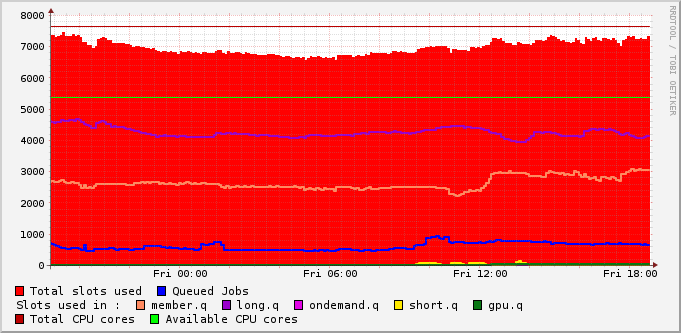 8000
7000
6000
5000
4000
3000
2000
1000
0
Fri 00:00 Fri 06:00 Fri 12:00 Fri 18:00
RRDTOOL / TOBI OETIKER
Total slots used Queued Jobs
Slots used in : member.q long.q ondemand.q short.q gpu.q
Total CPU cores Available CPU cores